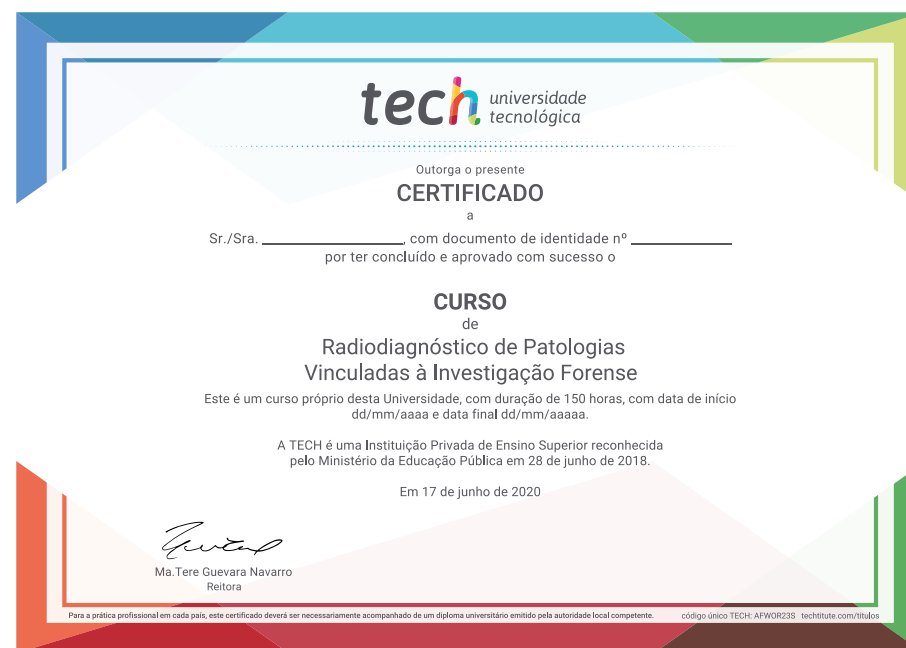 tech universidade
tecnológica
Outorga o presente
CERTIFICADO
a
Sr./Sra. ________________, com documento de identidade nº ____________
por ter concluído e aprovado com sucesso o
CURSO
de
Radiodiagnóstico de Patologias
Vinculadas à Investigação Forense
Este é um curso próprio desta Universidade, com duração de 150 horas, com data de início
dd/mm/aaaa e data final dd/mm/aaaaa.
A TECH é uma Instituição Privada de Ensino Superior reconhecida
pelo Ministério da Educação Pública em 28 de junho de 2018.
Em 17 de junho de 2020
Ma.Tere Guevara Navarro
Reitora
Para a prática profissional em cada país, este certificado deverá ser necessariamente acompanhado de um diploma universitário emitido pela autoridade local competente. código único TECH: AFWOR23S techtitute.com/titulos